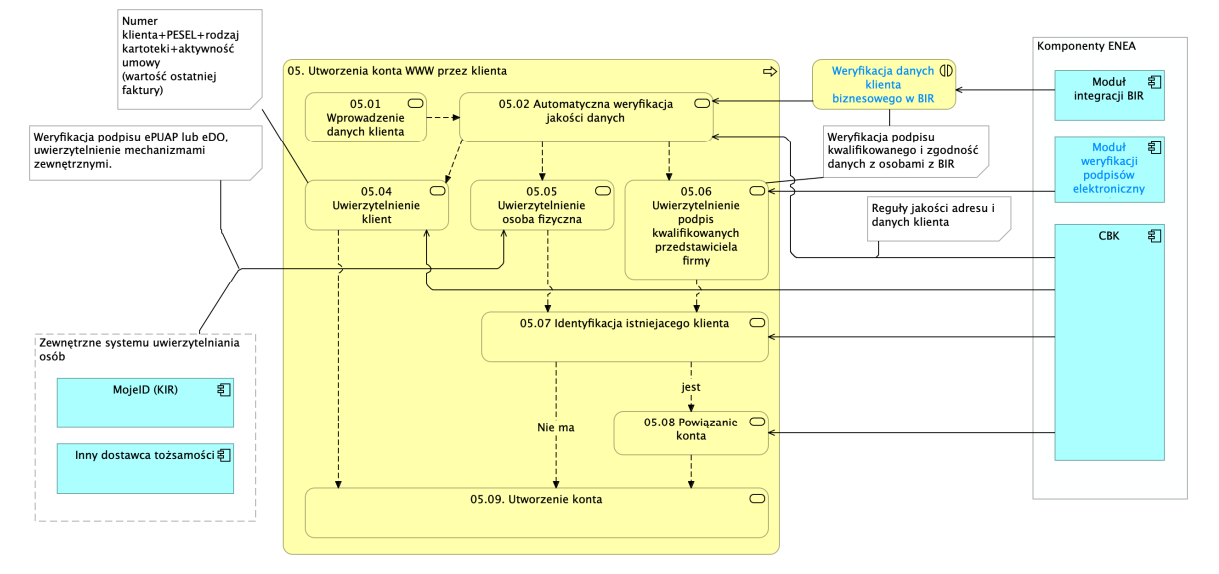 Numer
klienta+PESEL+rodzaj
kartoteki+aktywność
umowy
(wartość ostatniej
faktury)
Weryfikacja podpisu ePUAP lub eDO,
uwierzytelnienie mechanizmami
zewnętrznymi.
05. Utworzenia konta WWW przez klienta
05.01
Wprowadzenie
danych klienta
05.02 Automatyczna weryfikacja
jakości danych
05.04
Uwierzytelnienie
klient
05.05
Uwierzytelnienie
osoba fizyczna
05.06
Uwierzytelnienie
podpis
kwalifikowanych
przedstawiciela
firmy
05.07 Identyfikacja istniejacego klienta
jest
Nie ma
05.08 Powiązanie
konta
05.09. Utworzenie konta
Weryfikacja danych
klienta
biznesowego w BIR
Weryfikacja podpisu
kwalifikowanego i zgodność
danych z osobami z BIR
Reguły jakości adresu i
danych klienta
Komponenty ENEA
Moduł
integracji BIR
Moduł
weryfikacji
podpisów
elektroniczny
CBK
Zewnętrzne systemu uwierzytelniania
osób
MojeID (KIR)
Inny dostawca tożsamości